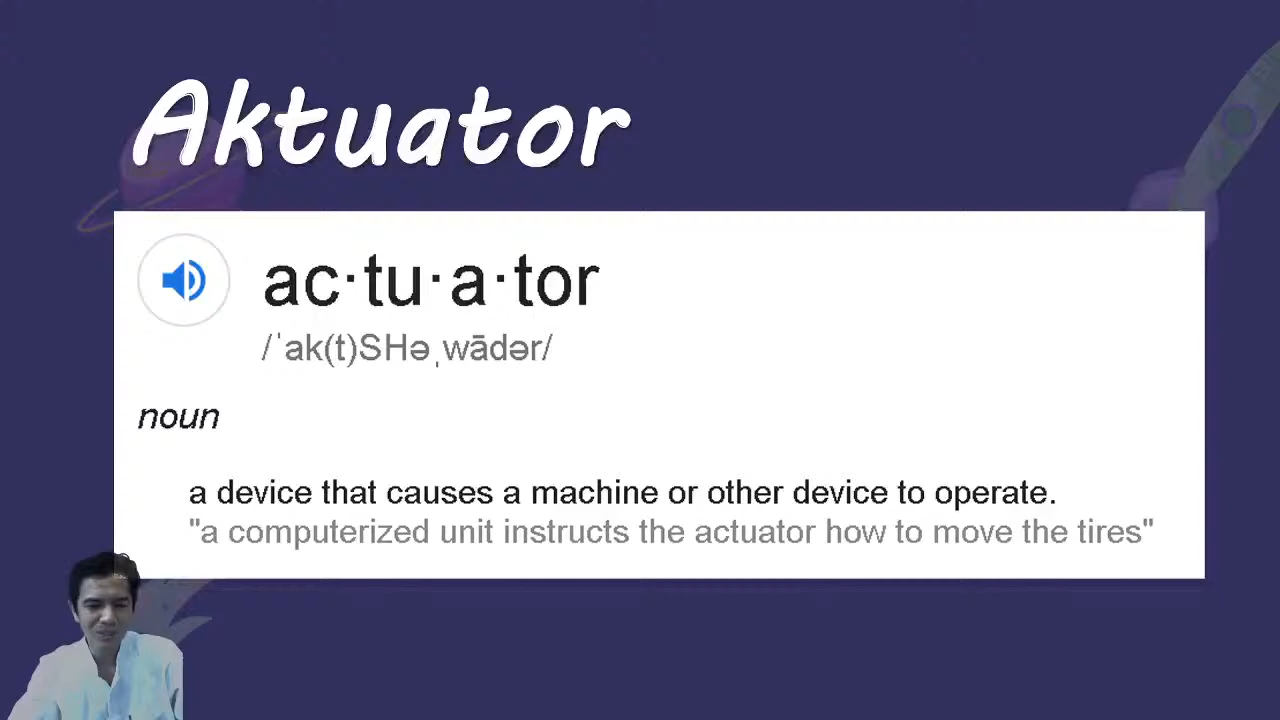 Aktuator
ac·tu·a·tor
/ˈak(t)SHəˌwādər/
noun
a device that causes a machine or other device to operate.
"a computerized unit instructs the actuator how to move the tires"